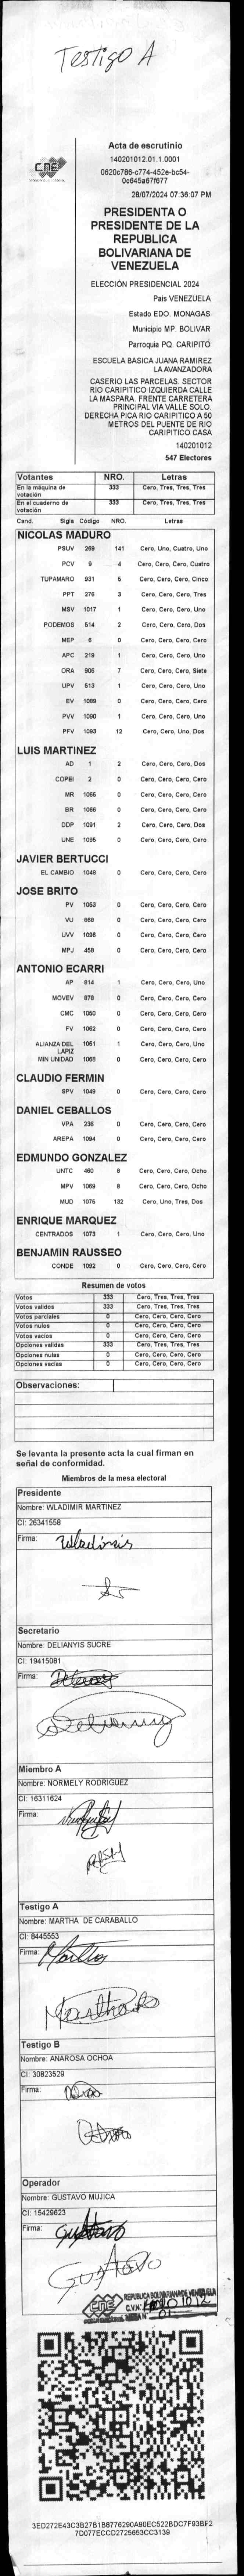 Testigo A
CNE
Acta de escrutinio
140201012.01.1.0001
0620c786-c774-452e-bc54-
0c645a67f677
28/07/2024 07:36:07 PM
PRESIDENTA O
PRESIDENTE DE LA
REPUBLICA
BOLIVARIANA DE
VENEZUELA
ELECCIÓN PRESIDENCIAL 2024
Pais VENEZUELA
Estado EDO. MONAGAS
Municipio MP. BOLIVAR
Parroquia PQ. CARIPITO
ESCUELA BASICA JUANA RAMIREZ
LA AVANZADORA
CASERIO LAS PARCELAS. SECTOR
RIO CARIPITICO IZQUIERDA CALLE
LA MASPARA. FRENTE CARRETERA
PRINCIPAL VIA VALLE SOLO.
DERECHA PICA RIO CARIPITICO A 50
METROS DEL PUENTE DE RIO
CARIPITICO CASA
140201012
547 Electores
Votantes NRO. Letras
En la máquina de votación 333 Cero, Tres, Tres, Tres
En el cuaderno de votación 333 Cero, Tres, Tres, Tres
Cand. Sigla Código NRO. Letras
NICOLAS MADURO
PSUV 269 141 Cero, Uno, Cuatro, Uno
PCV 9 4 Cero, Cero, Cero, Cuatro
TUPAMARO 931 5 Cero, Cero, Cero, Cinco
PPT 276 3 Cero, Cero, Cero, Tres
MSV 1017 1 Cero, Cero, Cero, Uno
PODEMOS 514 2 Cero, Cero, Cero, Dos
MEP 6 0 Cero, Cero, Cero, Cero
APC 219 1 Cero, Cero, Cero, Uno
ORA 906 7 Cero, Cero, Cero, Siete
UPV 513 1 Cero, Cero, Cero, Uno
EV 1089 0 Cero, Cero, Cero, Cero
PVV 1090 1 Cero, Cero, Cero, Uno
PFV 1093 12 Cero, Cero, Uno, Dos
LUIS MARTINEZ
AD 1 2 Cero, Cero, Cero, Dos
COPEI 2 0 Cero, Cero, Cero, Cero
MR 1065 0 Cero, Cero, Cero, Cero
BR 1066 0 Cero, Cero, Cero, Cero
DDP 1091 2 Cero, Cero, Cero, Dos
UNE 1095 0 Cero, Cero, Cero, Cero
JAVIER BERTUCCI
EL CAMBIO 1048 0 Cero, Cero, Cero, Cero
JOSE BRITO
PV 1053 0 Cero, Cero, Cero, Cero
VU 868 0 Cero, Cero, Cero, Cero
UVV 1096 0 Cero, Cero, Cero, Cero
MPJ 458 0 Cero, Cero, Cero, Cero
ANTONIO ECARRI
AP 814 1 Cero, Cero, Cero, Uno
MOVEV 878 0 Cero, Cero, Cero, Cero
CMC 1050 0 Cero, Cero, Cero, Cero
FV 1062 0 Cero, Cero, Cero, Cero
ALIANZA DEL LAPIZ 1051 1 Cero, Cero, Cero, Uno
MIN UNIDAD 1068 0 Cero, Cero, Cero, Cero
CLAUDIO FERMIN
SPV 1049 0 Cero, Cero, Cero, Cero
DANIEL CEBALLOS
VPA 236 0 Cero, Cero, Cero, Cero
AREPA 1094 0 Cero, Cero, Cero, Cero
EDMUNDO GONZALEZ
UNTC 460 8 Cero, Cero, Cero, Ocho
MPV 1069 8 Cero, Cero, Cero, Ocho
MUD 1075 132 Cero, Uno, Tres, Dos
ENRIQUE MARQUEZ
CENTRADOS 1073 1 Cero, Cero, Cero, Uno
BENJAMIN RAUSSEO
CONDE 1092 0 Cero, Cero, Cero, Cero
Resumen de votos
Votos 333 Cero, Tres, Tres, Tres
Votos validos 333 Cero, Tres, Tres, Tres
Votos parciales 0 Cero, Cero, Cero, Cero
Votos nulos 0 Cero, Cero, Cero, Cero
Votos vacios 0 Cero, Cero, Cero, Cero
Opciones validas 333 Cero, Tres, Tres, Tres
Opciones nulas 0 Cero, Cero, Cero, Cero
Opciones vacias 0 Cero, Cero, Cero, Cero
Observaciones:
Se levanta la presente acta la cual firman en
señal de conformidad.
Miembros de la mesa electoral
Presidente
Nombre: WLADIMIR MARTINEZ
CI: 26341558
Firma: Wladimir
Secretario
Nombre: DELIANYIS SUCRE
CI: 19415081
Firma:
Miembro A
Nombre: NORMELY RODRIGUEZ
CI: 16311624
Firma:
Testigo A
Nombre: MARTHA DE CARABALLO
CI: 8445553
Firma:
Testigo B
Nombre: ANAROSA OCHOA
CI: 30823529
Firma:
Operador
Nombre: GUSTAVO MUJICA
CI: 15429623
Firma: Gustavo
Gustavo
CNE REPUBLICA BOLIVARIANA DE VENEZUELA
3ED272E43C3B27B1B8776290A90EC522BDC7F93BF2
7D077ECCD2725653CC3139